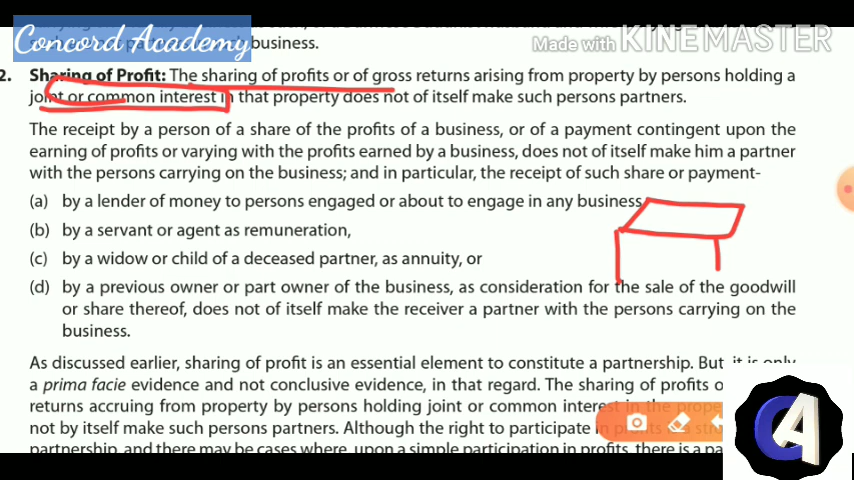 Concord Academy
business.
Made with KINEMASTER
2. Sharing of Profit: The sharing of profits or of gross returns arising from property by persons holding a
joint or common interest in that property does not of itself make such persons partners.
The receipt by a person of a share of the profits of a business, or of a payment contingent upon the
earning of profits or varying with the profits earned by a business, does not of itself make him a partner
with the persons carrying on the business; and in particular, the receipt of such share or payment-
(a) by a lender of money to persons engaged or about to engage in any business,
(b) by a servant or agent as remuneration,
(c) by a widow or child of a deceased partner, as annuity, or
(d) by a previous owner or part owner of the business, as consideration for the sale of the goodwill
or share thereof, does not of itself make the receiver a partner with the persons carrying on the
business.
As discussed earlier, sharing of profit is an essential element to constitute a partnership. But, it is only
a prima facie evidence and not conclusive evidence, in that regard. The sharing of profits o
returns accruing from property by persons holding joint or common interest in the prope
not by itself make such persons partners. Although the right to participate in profits is a
partnership, and there may be cases where, upon a simple participation in profits, there is a
CA